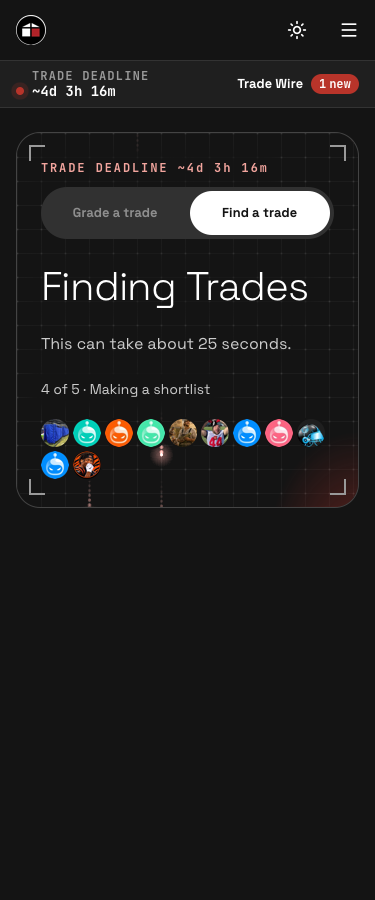 TRADE DEADLINE
~4d 3h 16m
Trade Wire
1 new
TRADE DEADLINE ~4d 3h 16m
Grade a trade
Find a trade
Finding Trades
This can take about 25 seconds.
4 of 5 · Making a shortlist